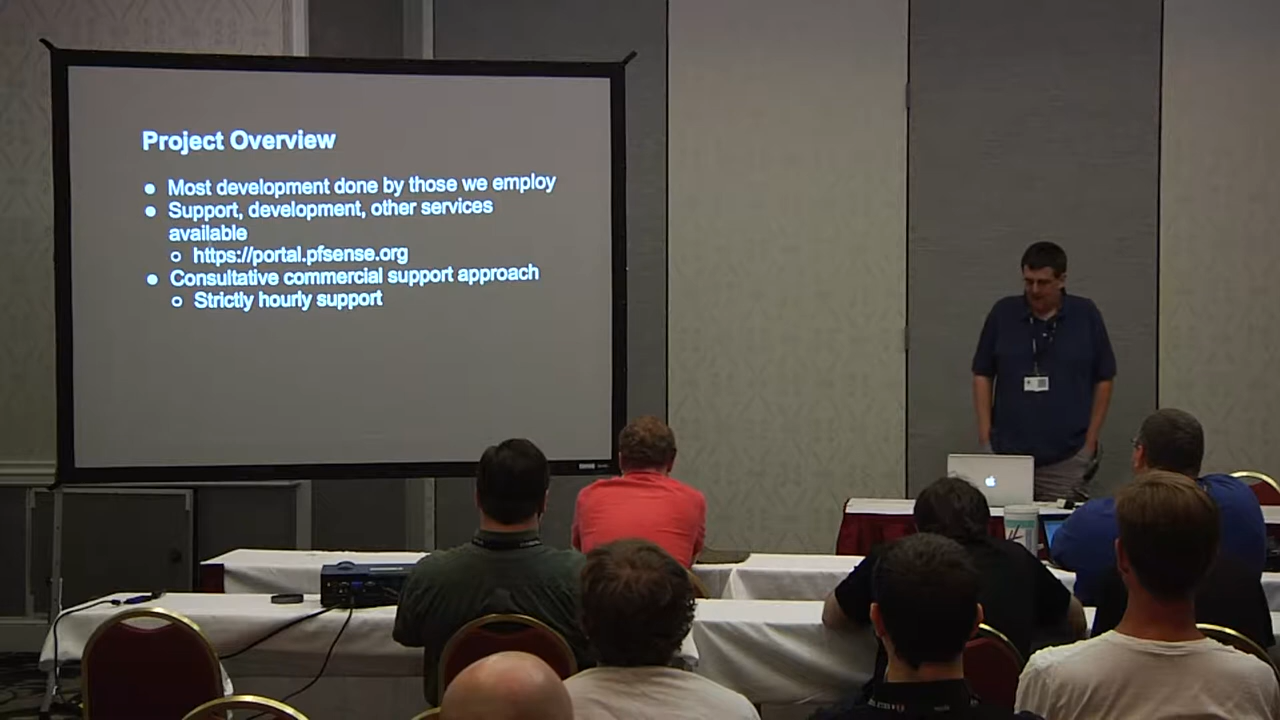 Project Overview
● Most development done by those we employ
● Support, development, other services
available
○ https://portal.pfsense.org
● Consultative commercial support approach
○ Strictly hourly support